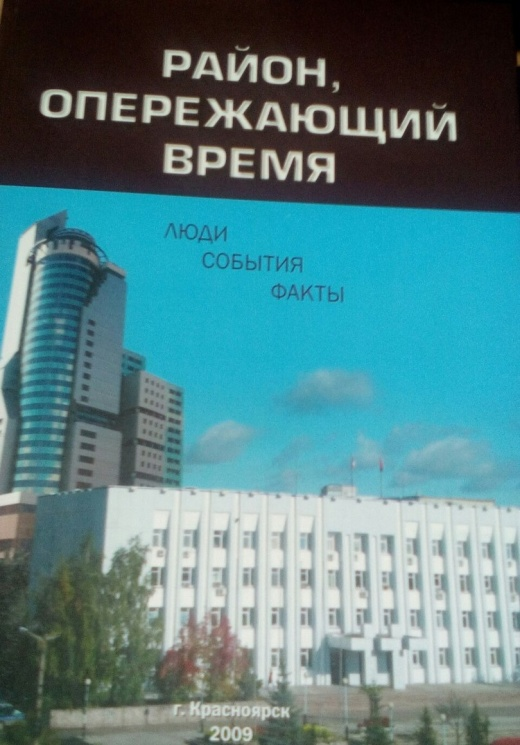 РАЙОН,
ОПЕРЕЖАЮЩИЙ
ВРЕМЯ
ЛЮДИ
СОБЫТИЯ
ФАКТЫ
г. Красноярск
2009